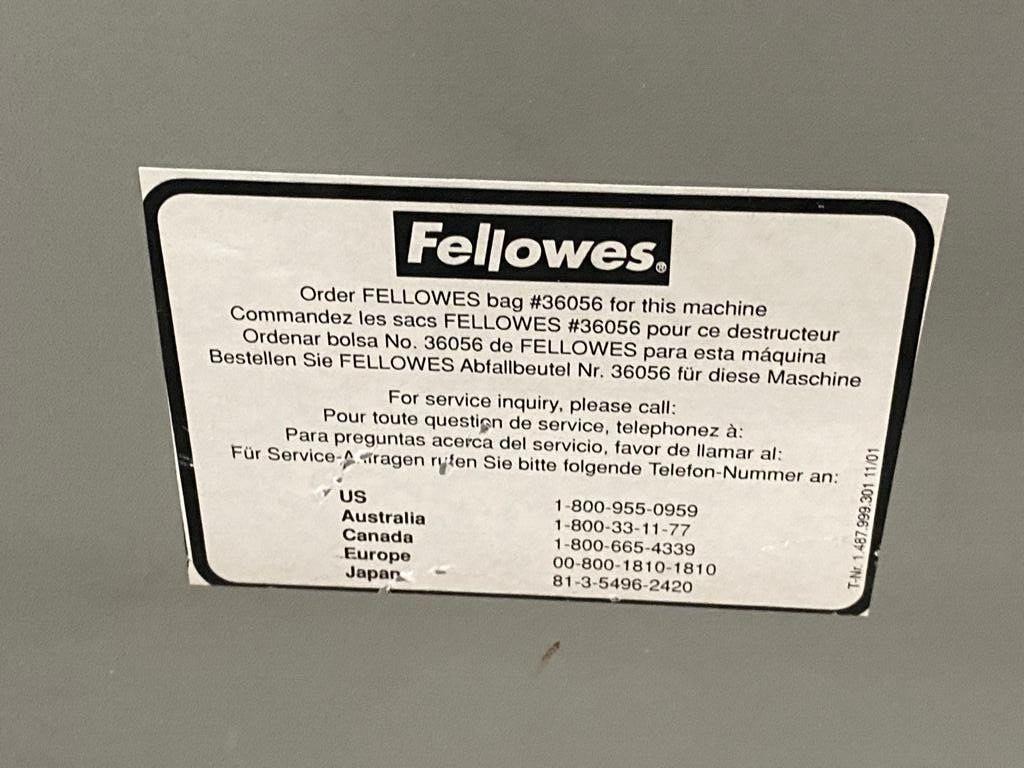 Fellowes®
Order FELLOWES bag #36056 for this machine
Commandez les sacs FELLOWES #36056 pour ce destructeur
Ordenar bolsa No. 36056 de FELLOWES para esta máquina
Bestellen Sie FELLOWES Abfallbeutel Nr. 36056 für diese Maschine
For service inquiry, please call:
Pour toute question de service, telephonez à:
Para preguntas acerca del servicio, favor de llamar al:
Für Service-Anfragen rufen Sie bitte folgende Telefon-Nummer an:
US 1-800-955-0959
Australia 1-800-33-11-77
Canada 1-800-665-4339
Europe 00-800-1810-1810
Japan 81-3-5496-2420
T-Nr. 1.487.999.301 11/01